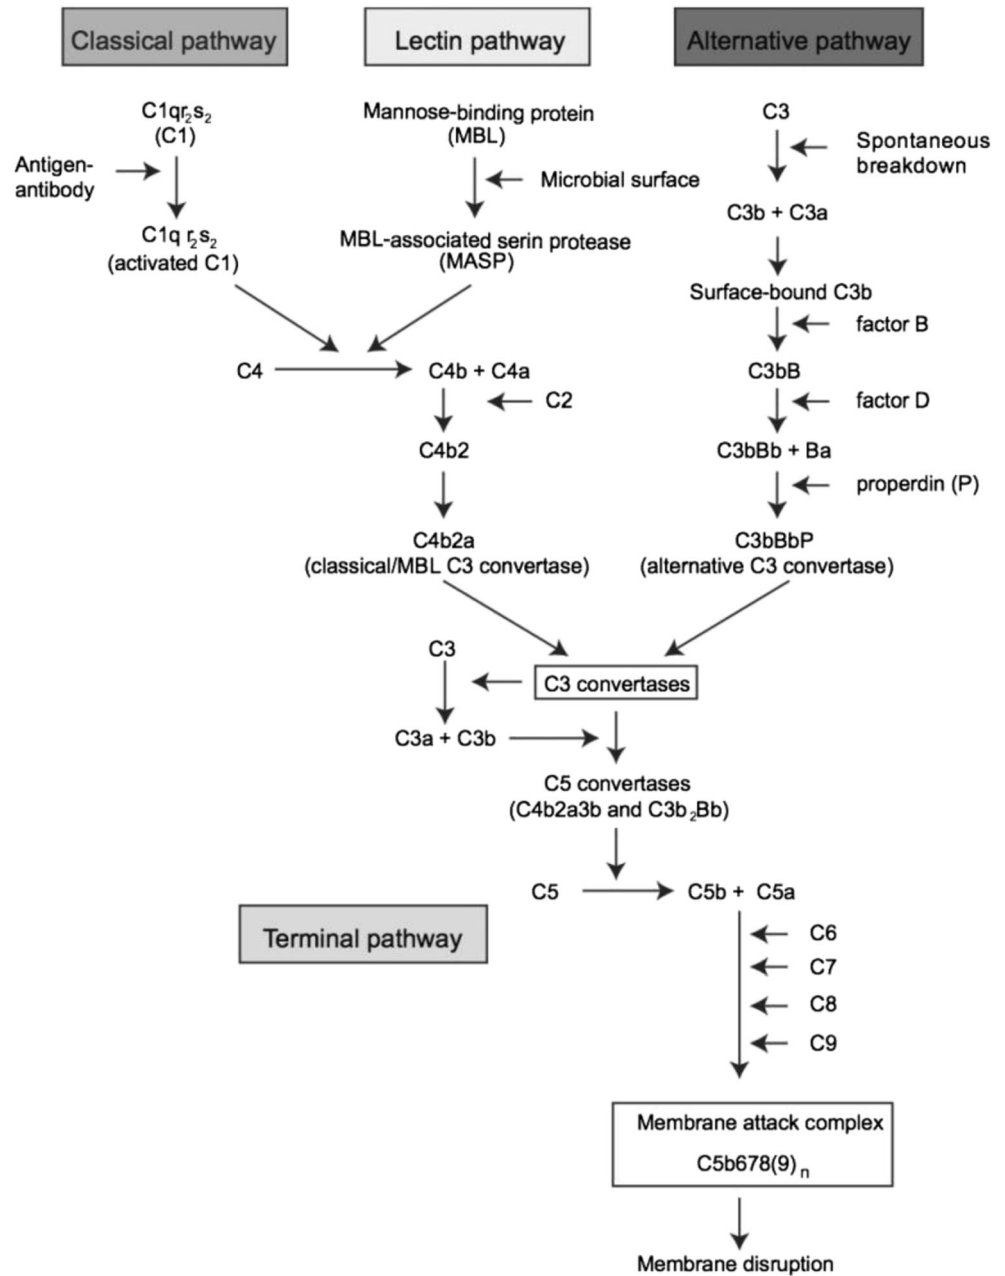 Classical pathway
Lectin pathway
Alternative pathway
C1qr₂s₂
(C1)
Antigen-
antibody
C1q r₂s₂
(activated C1)
Mannose-binding protein
(MBL)
Microbial surface
MBL-associated serin protease
(MASP)
C3
Spontaneous
breakdown
C3b + C3a
Surface-bound C3b
factor B
C3bB
factor D
C3bBb + Ba
properdin (P)
C3bBbP
(alternative C3 convertase)
C4
C4b + C4a
C2
C4b2
C4b2a
(classical/MBL C3 convertase)
C3
C3 convertases
C3a + C3b
C5 convertases
(C4b2a3b and C3b₂Bb)
C5
C5b + C5a
Terminal pathway
C6
C7
C8
C9
Membrane attack complex
C5b678(9)ₙ
Membrane disruption